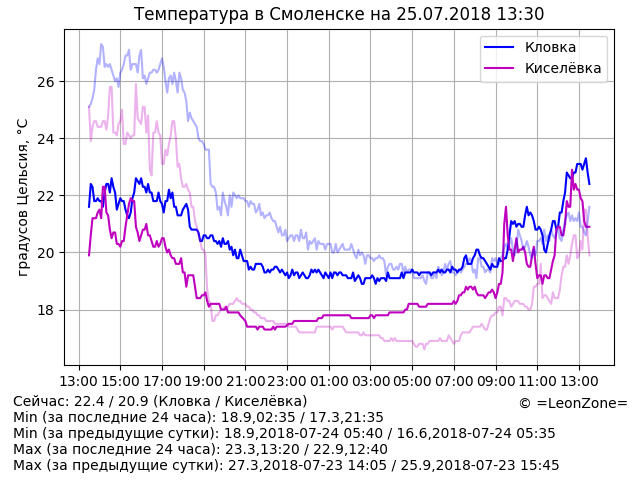 Температура в Смоленске на 25.07.2018 13:30
Кловка
Киселёвка
градусов Цельсия, °C
26
24
22
20
18
13:00 15:00 17:00 19:00 21:00 23:00 01:00 03:00 05:00 07:00 09:00 11:00 13:00
Сейчас: 22.4 / 20.9 (Кловка / Киселёвка)
© =LeonZone=
Min (за последние 24 часа): 18.9,02:35 / 17.3,21:35
Min (за предыдущие сутки): 18.9,2018-07-24 05:40 / 16.6,2018-07-24 05:35
Max (за последние 24 часа): 23.3,13:20 / 22.9,12:40
Max (за предыдущие сутки): 27.3,2018-07-23 14:05 / 25.9,2018-07-23 15:45